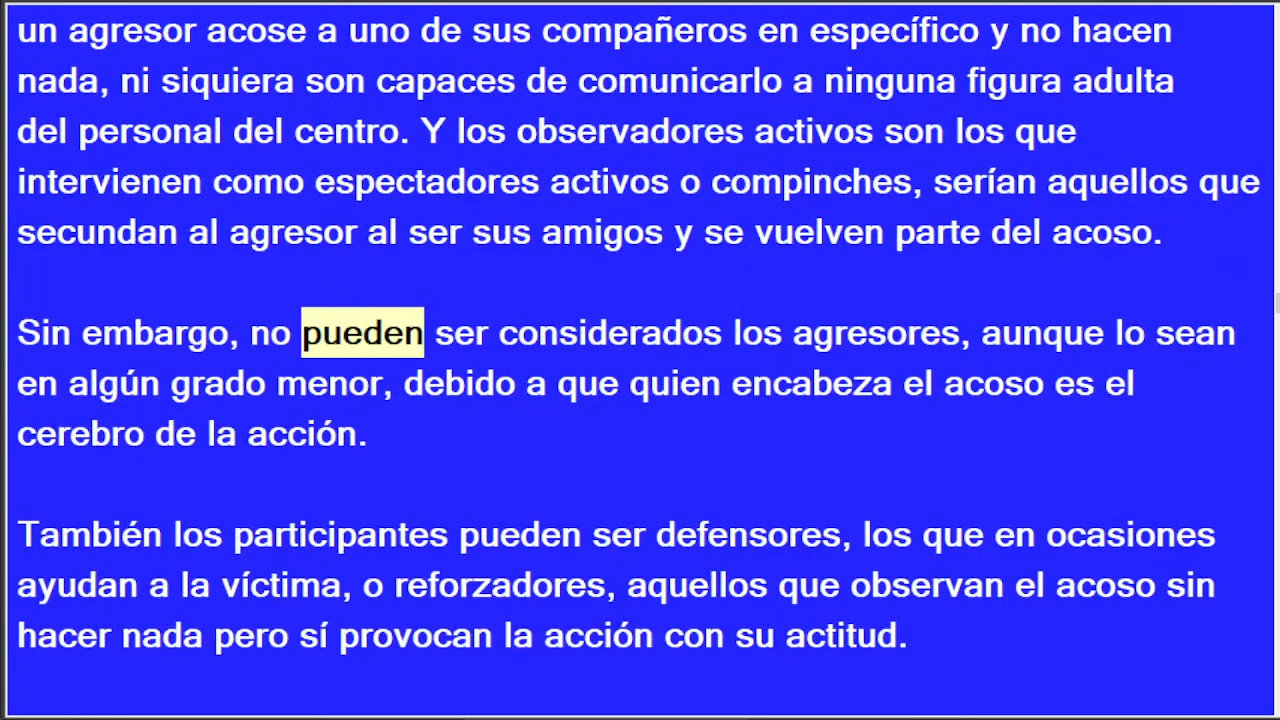 un agresor acose a uno de sus compañeros en específico y no hacen
nada, ni siquiera son capaces de comunicarlo a ninguna figura adulta
del personal del centro. Y los observadores activos son los que
intervienen como espectadores activos o compinches, serían aquellos que
secundan al agresor al ser sus amigos y se vuelven parte del acoso.
Sin embargo, no pueden ser considerados los agresores, aunque lo sean
en algún grado menor, debido a que quien encabeza el acoso es el
cerebro de la acción.
También los participantes pueden ser defensores, los que en ocasiones
ayudan a la víctima, o reforzadores, aquellos que observan el acoso sin
hacer nada pero sí provocan la acción con su actitud.